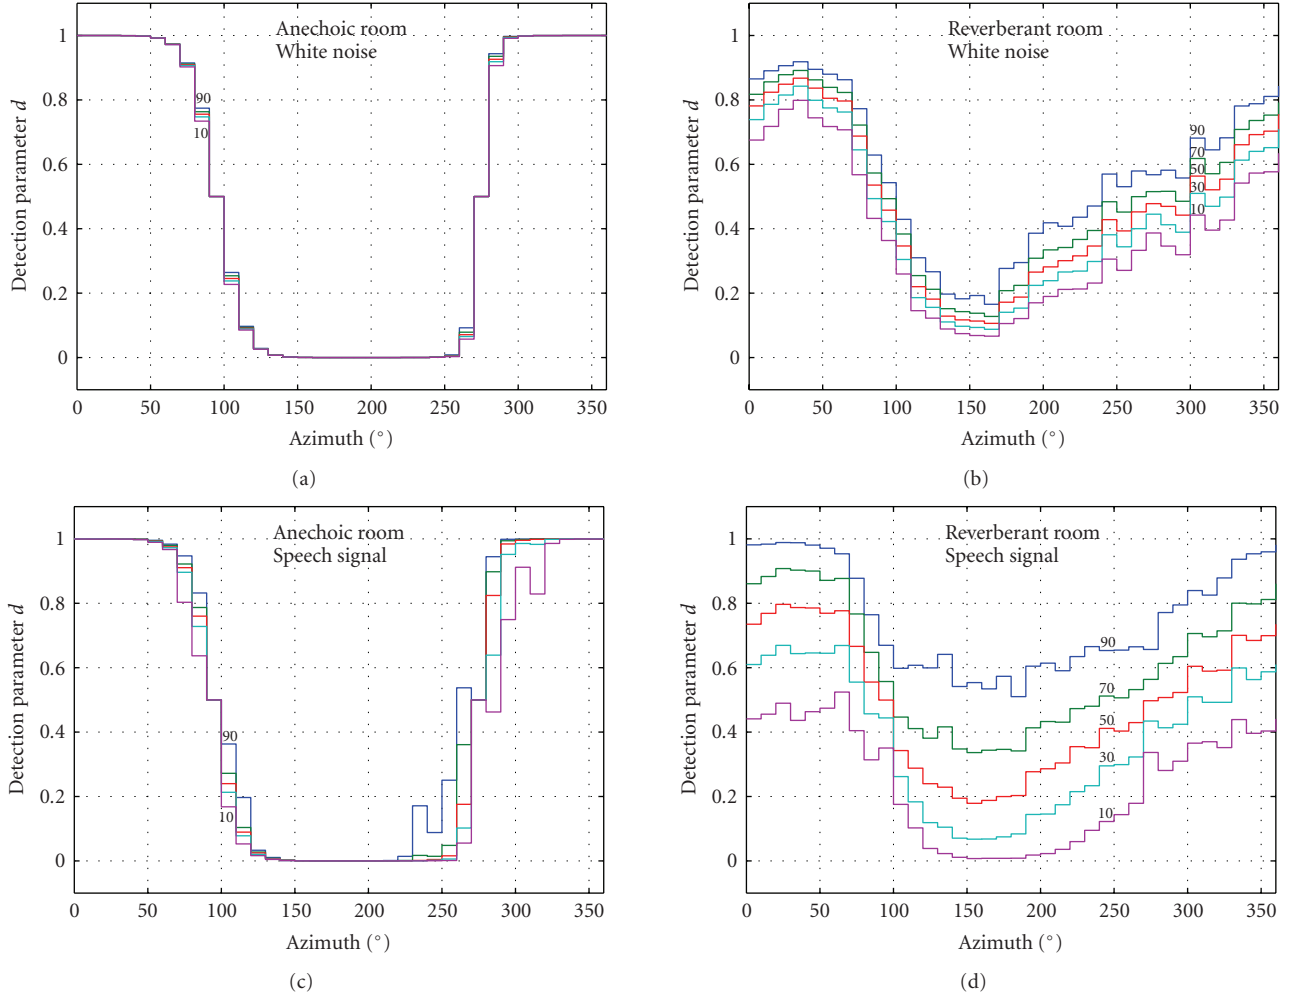 Anechoic room
White noise
Detection parameter d
1
0.8
0.6
0.4
0.2
0
90
10
0 50 100 150 200 250 300 350
Azimuth (°)
(a)
Reverberant room
White noise
Detection parameter d
1
0.8
0.6
0.4
0.2
0
90
70
50
30
10
0 50 100 150 200 250 300 350
Azimuth (°)
(b)
Anechoic room
Speech signal
Detection parameter d
1
0.8
0.6
0.4
0.2
0
90
10
0 50 100 150 200 250 300 350
Azimuth (°)
(c)
Reverberant room
Speech signal
Detection parameter d
1
0.8
0.6
0.4
0.2
0
90
70
50
30
10
0 50 100 150 200 250 300 350
Azimuth (°)
(d)